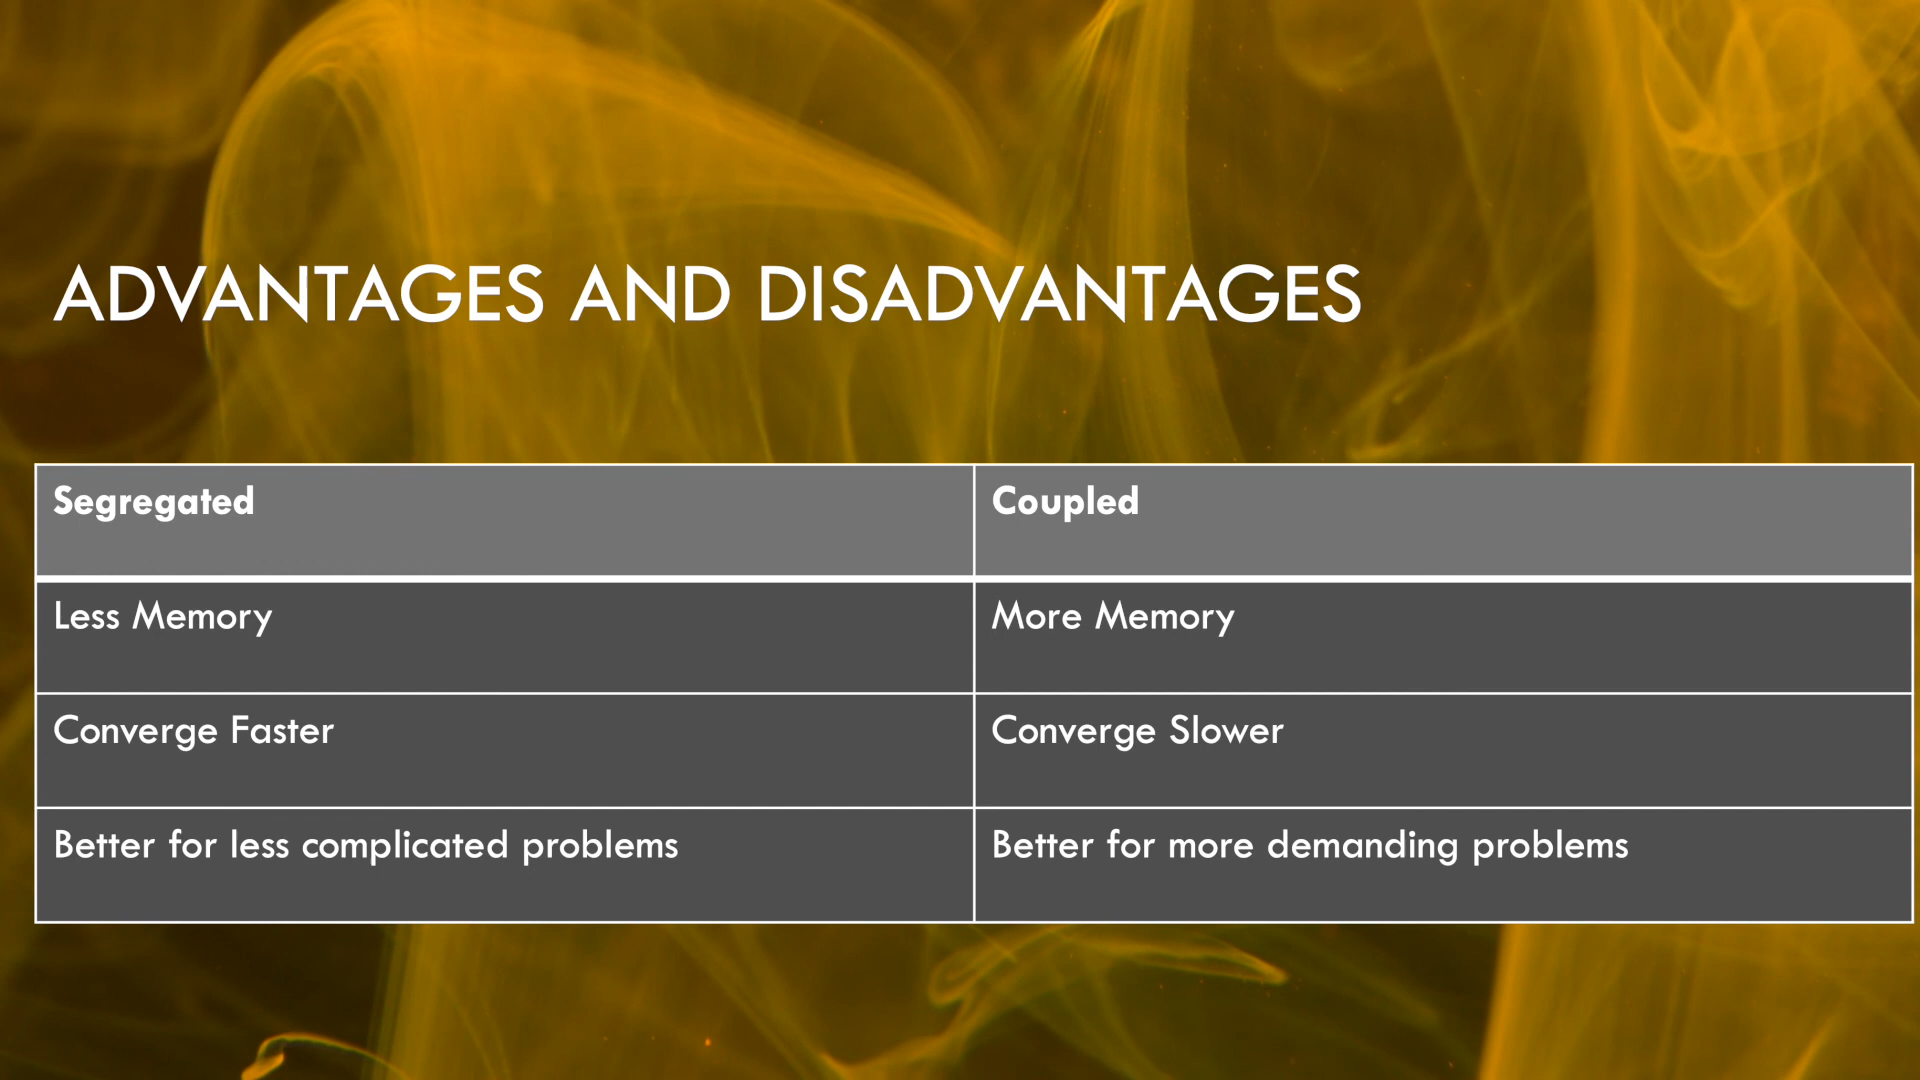 ADVANTAGES AND DISADVANTAGES
Segregated
Coupled
Less Memory
More Memory
Converge Faster
Converge Slower
Better for less complicated problems
Better for more demanding problems